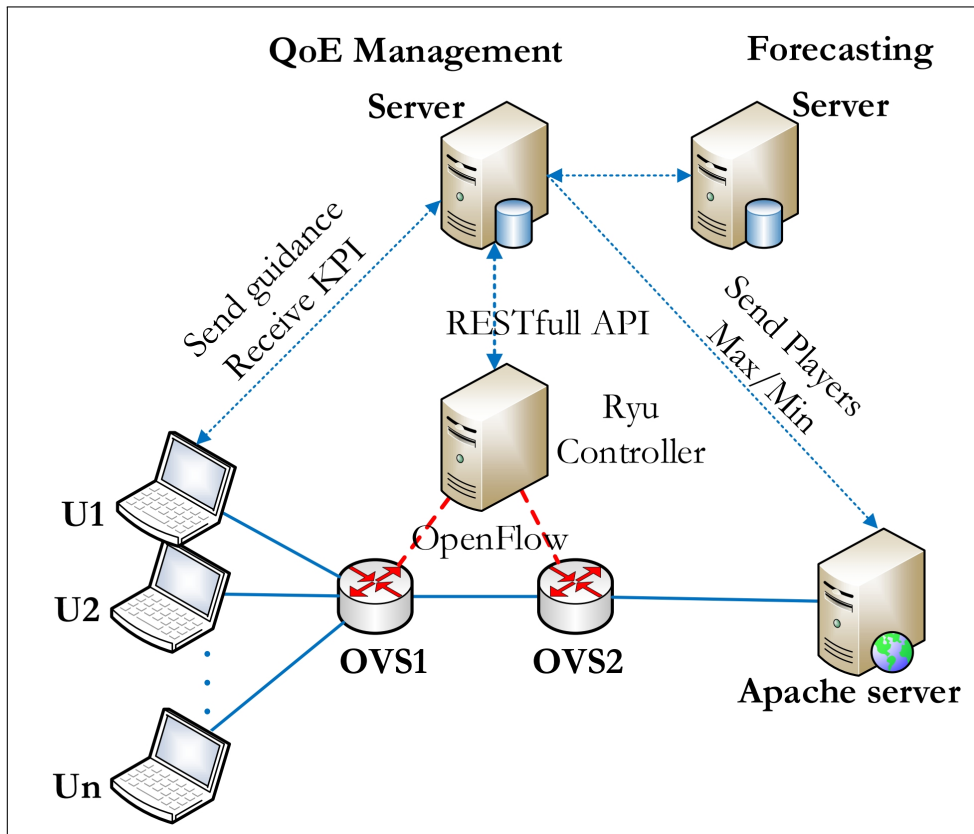 QoE Management
Server
Forecasting
Server
Send guidance
Receive KPI
RESTfull API
Send Players
Max/Min
Ryu
Controller
OpenFlow
U1
U2
Un
OVS1
OVS2
Apache server